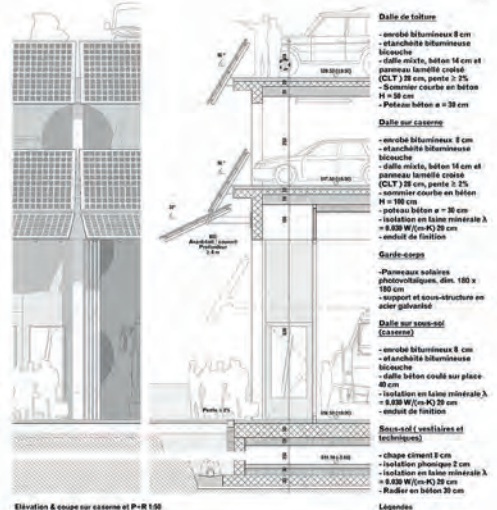 Dalle de toiture
- enrobé bitumineux 8 cm
- etanchéité bitumineuse
bicouche
- dalle mixte, béton 14 cm et
panneau lamellé croisé
(CLT) 28 cm, pente ≥ 2%
- Sommier courbe en béton
H = 50 cm
- Poteau béton ø = 30 cm
Dalle sur caserne
- enrobé bitumineux 8 cm
- etanchéité bitumineuse
bicouche
- dalle mixte, béton 14 cm et
panneau lamellé croisé
(CLT) 28 cm, pente ≥ 2%
- sommier courbe en béton
H = 100 cm
- poteau béton ø = 30 cm
- isolation en laine minérale λ
= 0.030 W/(m·K) 20 cm
- enduit de finition
Garde-corps
-Panneaux solaires
photovoltaïques, dim. 180 x
180 cm
- support et sous-structure en
acier galvanisé
Dalle sur sous-sol
(caserne)
- enrobé bitumineux 8 cm
- etanchéité bitumineuse
bicouche
- dalle béton coulé sur place
40 cm
- isolation en laine minérale λ
= 0.030 W/(m·K) 20 cm
- enduit de finition
Sous-sol ( vestiaires et
techniques)
- chape ciment 8 cm
- isolation phonique 2 cm
- isolation en laine minérale λ
= 0.030 W/(m·K) 20 cm
- Radier en béton 30 cm
Légendes
Pente ≥ 2%
Profondeur
Elévation & coupe sur caserne et P+R 1:50